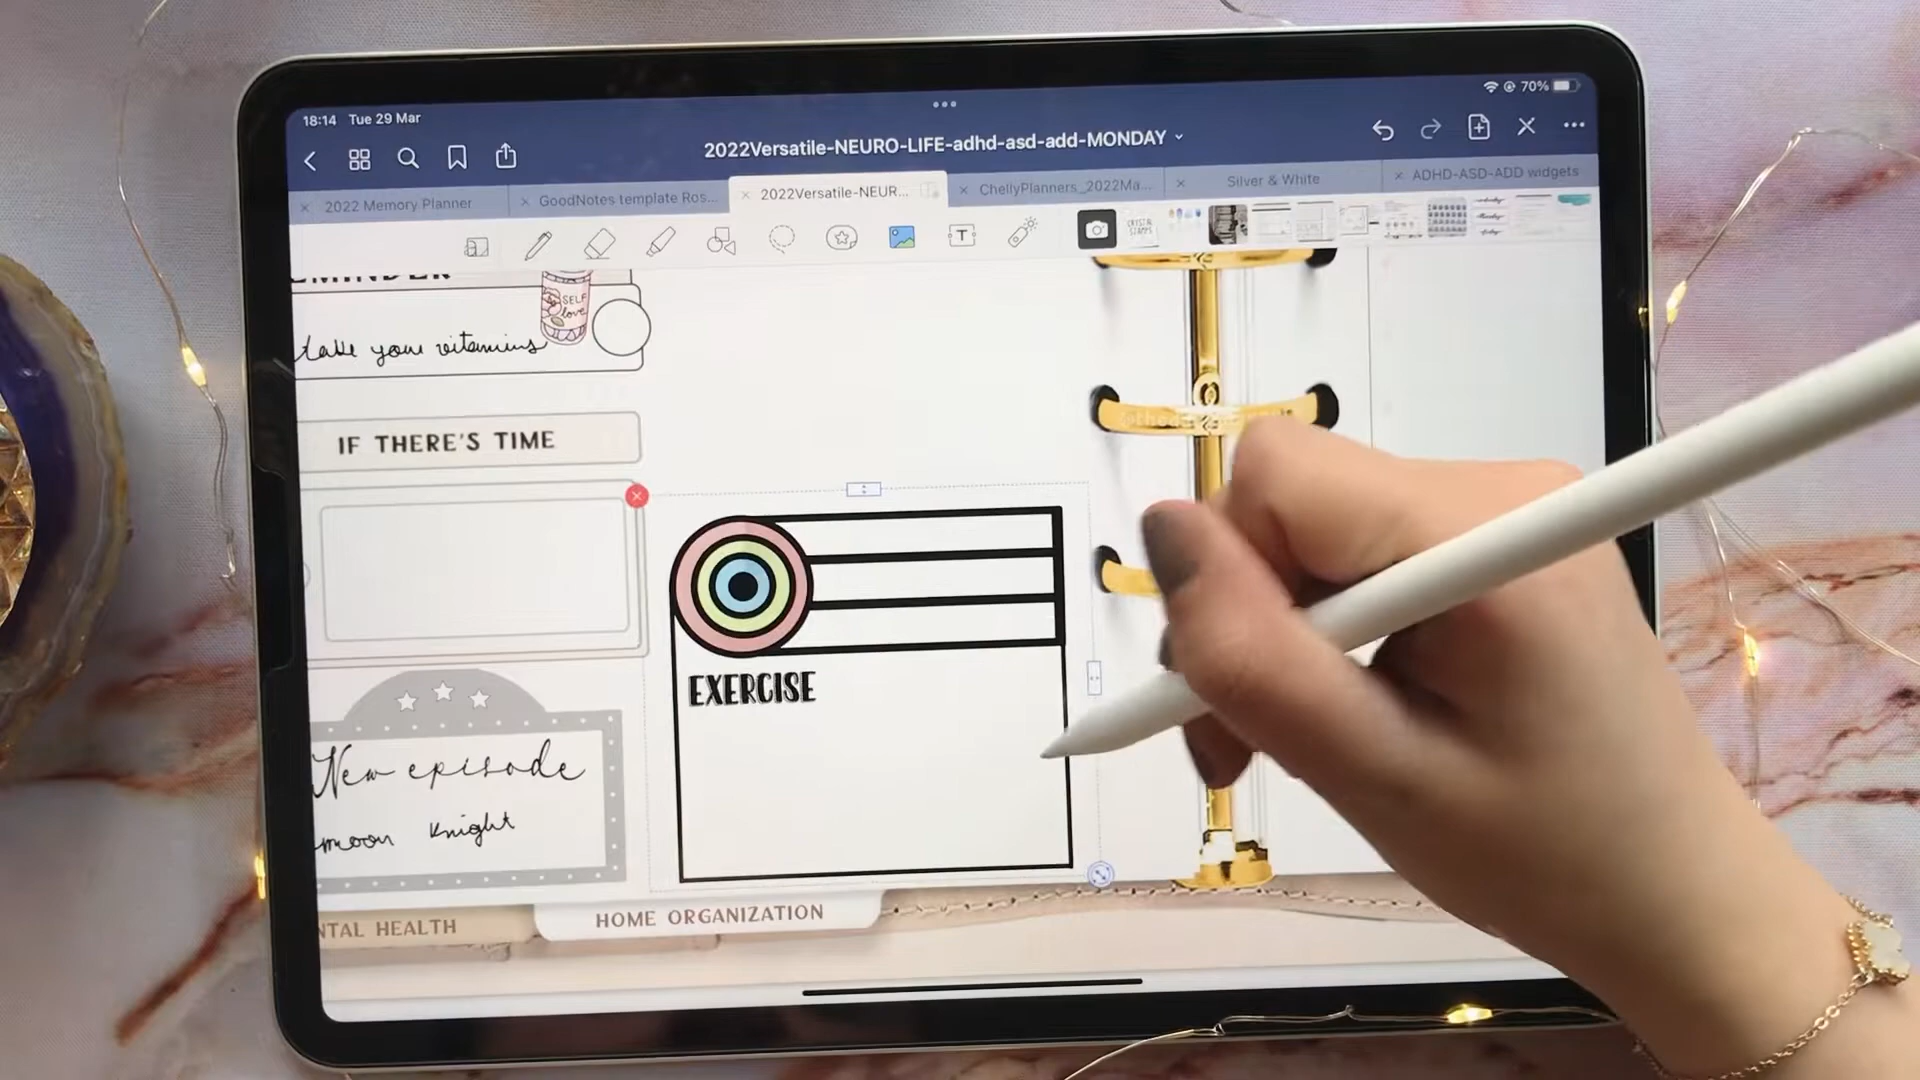 18:14 Tue 29 Mar
70%
2022Versatile-NEURO-LIFE-adhd-asd-add-MONDAY
2022 Memory Planner
GoodNotes template Ros...
2022Versatile-NEUR...
ChellyPlanners_2022Ma...
Silver & White
ADHD-ASD-ADD widgets
CRYSTAL
STAMPS
SELF
love
take your vitamins
IF THERE'S TIME
EXERCISE
New episode
moon knight
NTAL HEALTH
HOME ORGANIZATION